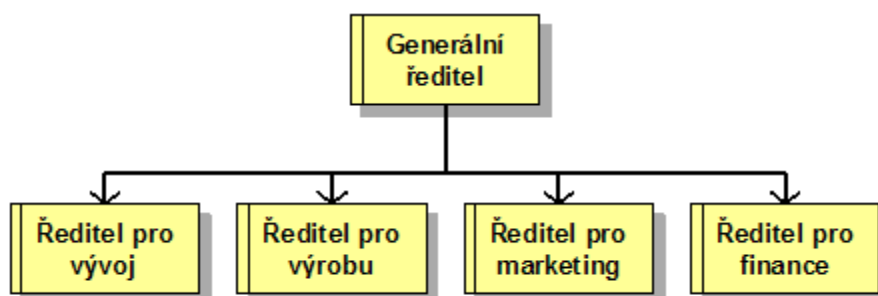 Generální
ředitel
Ředitel pro
vývoj
Ředitel pro
výrobu
Ředitel pro
marketing
Ředitel pro
finance